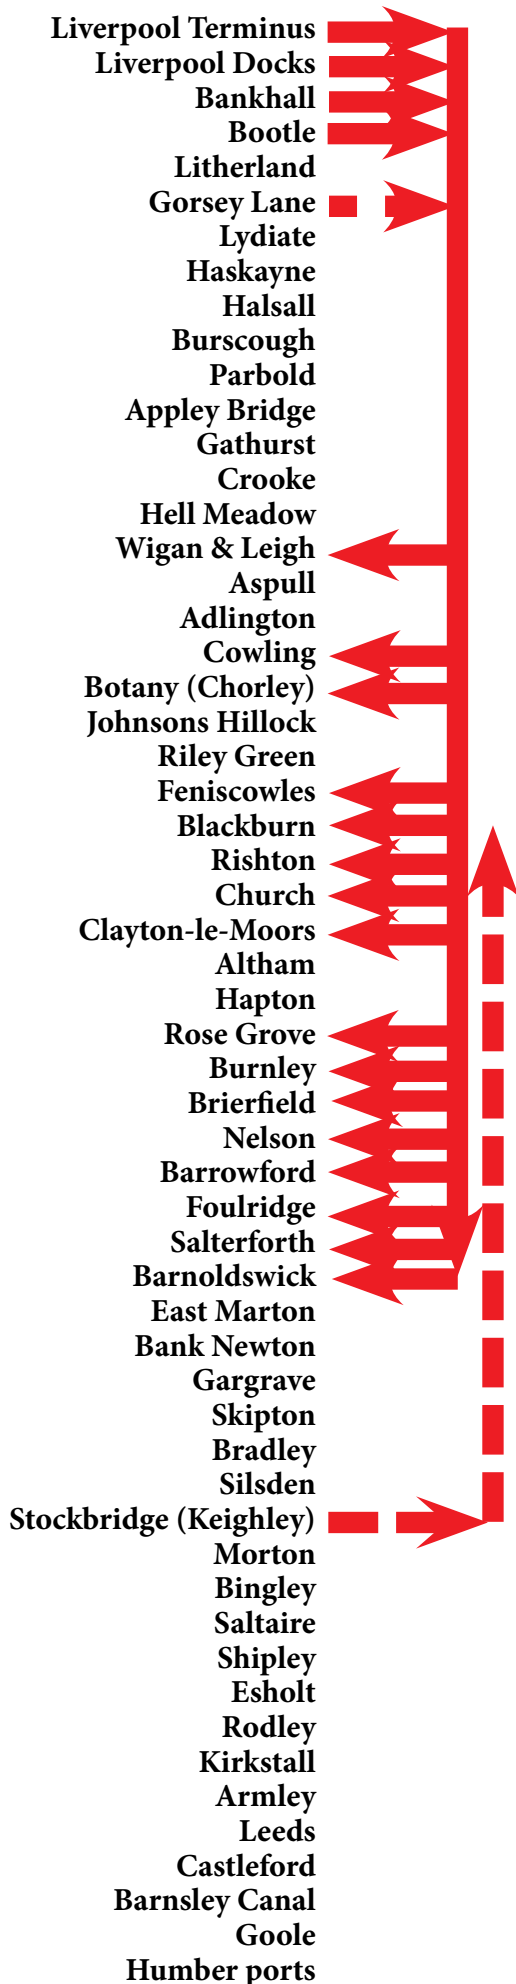 Liverpool Terminus
Liverpool Docks
Bankhall
Bootle
Litherland
Gorsey Lane
Lydiate
Haskayne
Halsall
Burscough
Parbold
Appley Bridge
Gathurst
Crooke
Hell Meadow
Wigan & Leigh
Aspull
Adlington
Cowling
Botany (Chorley)
Johnsons Hillock
Riley Green
Feniscowles
Blackburn
Rishton
Church
Clayton-le-Moors
Altham
Hapton
Rose Grove
Burnley
Brierfield
Nelson
Barrowford
Foulridge
Salterforth
Barnoldswick
East Marton
Bank Newton
Gargrave
Skipton
Bradley
Silsden
Stockbridge (Keighley)
Morton
Bingley
Saltaire
Shipley
Esholt
Rodley
Kirkstall
Armley
Leeds
Castleford
Barnsley Canal
Goole
Humber ports